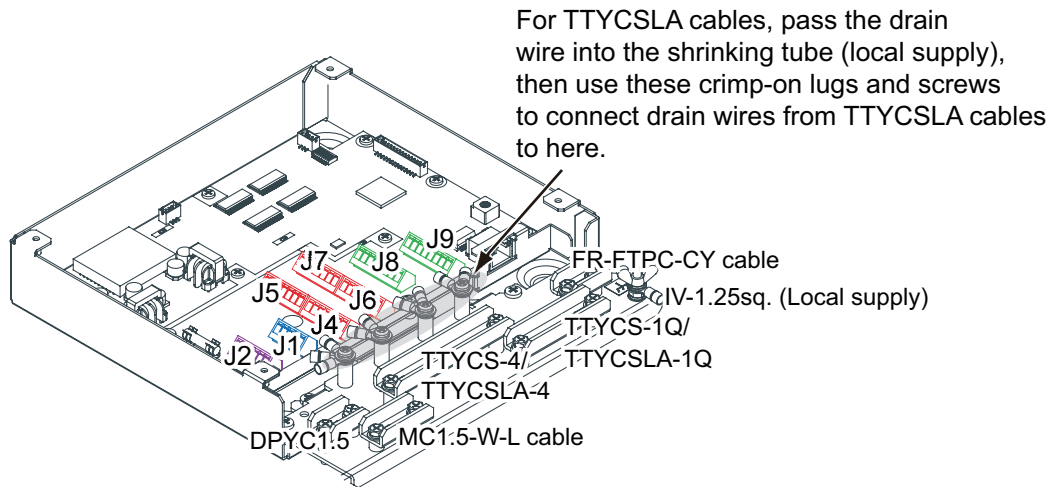 For TTYCSLA cables, pass the drain
wire into the shrinking tube (local supply),
then use these crimp-on lugs and screws
to connect drain wires from TTYCSLA cables
to here.
J9
J7
J8
FR-FTPC-CY cable
J5
J6
IV-1.25sq. (Local supply)
J4
TTYCS-1Q/
J1
J2
TTYCS-4/
TTYCSLA-1Q
TTYCSLA-4
DPYC1.5
MC1.5-W-L cable